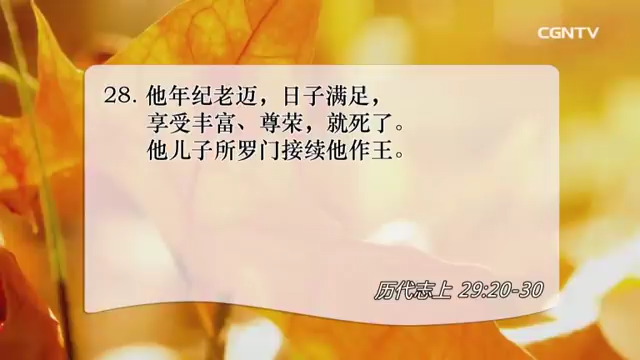 CGNTV
28. 他年纪老迈，日子满足，
享受丰富、尊荣，就死了。
他儿子所罗门接续他作王。
历代志上 29:20-30